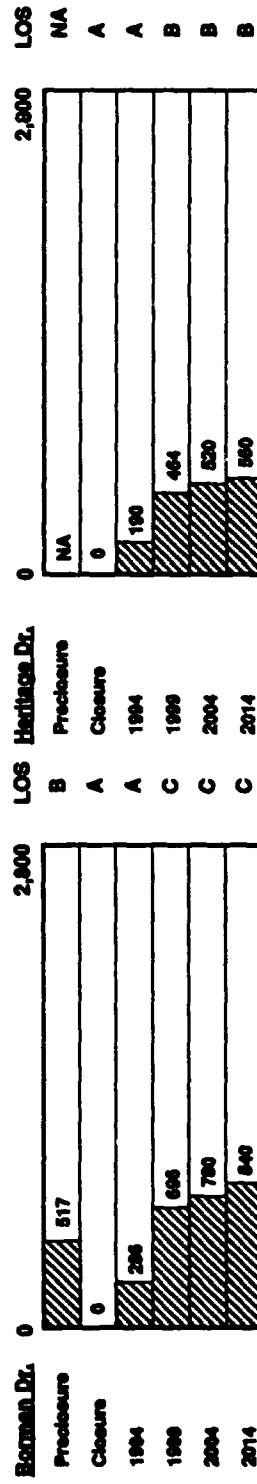 Borman Dr. 0 2,800 LOS
Preclosure 517 B
Closure 0 A
1994 286 A
1999 696 C
2004 780 C
2014 840 C
Heritage Dr. 0 2,800 LOS
Preclosure NA NA
Closure 0 A
1994 190 A
1999 464 B
2004 520 B
2014 560 B